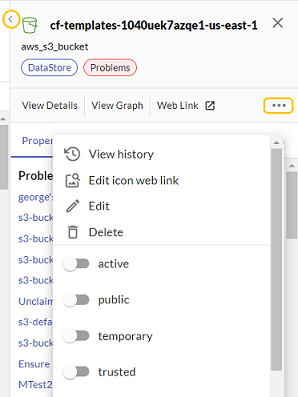 cf-templates-1040uek7azqe1-us-east-1
aws_s3_bucket
DataStore Problems
View Details View Graph Web Link
Proper
View history
Edit icon web link
Edit
Delete
active
public
temporary
trusted
Proble
george's
s3-buck
s3-buck
s3-buck
s3-buck
Unclaim
s3-defa
s3-buck
Ensure
MTest2